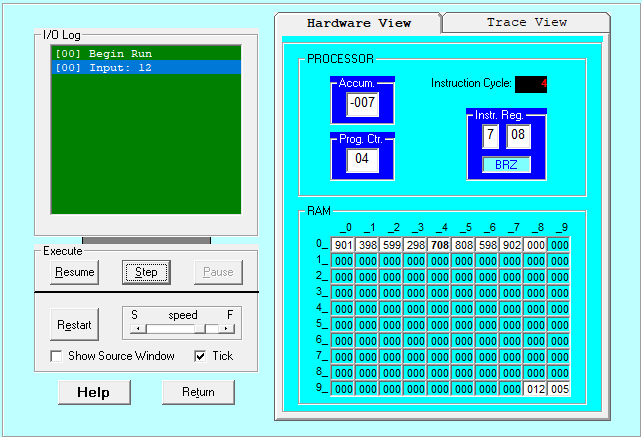 Hardware View Trace View
I/O Log
[00] Begin Run
[00] Input: 12
PROCESSOR
Accum.
-007
Instruction Cycle: 4
Prog. Ctr.
04
Instr. Reg.
7 08
BRZ
RAM
_0 _1 _2 _3 _4 _5 _6 _7 _8 _9
0_ 901 398 599 298 708 808 598 902 000 000
1_ 000 000 000 000 000 000 000 000 000 000
2_ 000 000 000 000 000 000 000 000 000 000
3_ 000 000 000 000 000 000 000 000 000 000
4_ 000 000 000 000 000 000 000 000 000 000
5_ 000 000 000 000 000 000 000 000 000 000
6_ 000 000 000 000 000 000 000 000 000 000
7_ 000 000 000 000 000 000 000 000 000 000
8_ 000 000 000 000 000 000 000 000 000 000
9_ 000 000 000 000 000 000 000 000 012 005
Execute
Resume Step Pause
Restart
S speed F
Show Source Window Tick
Help Return